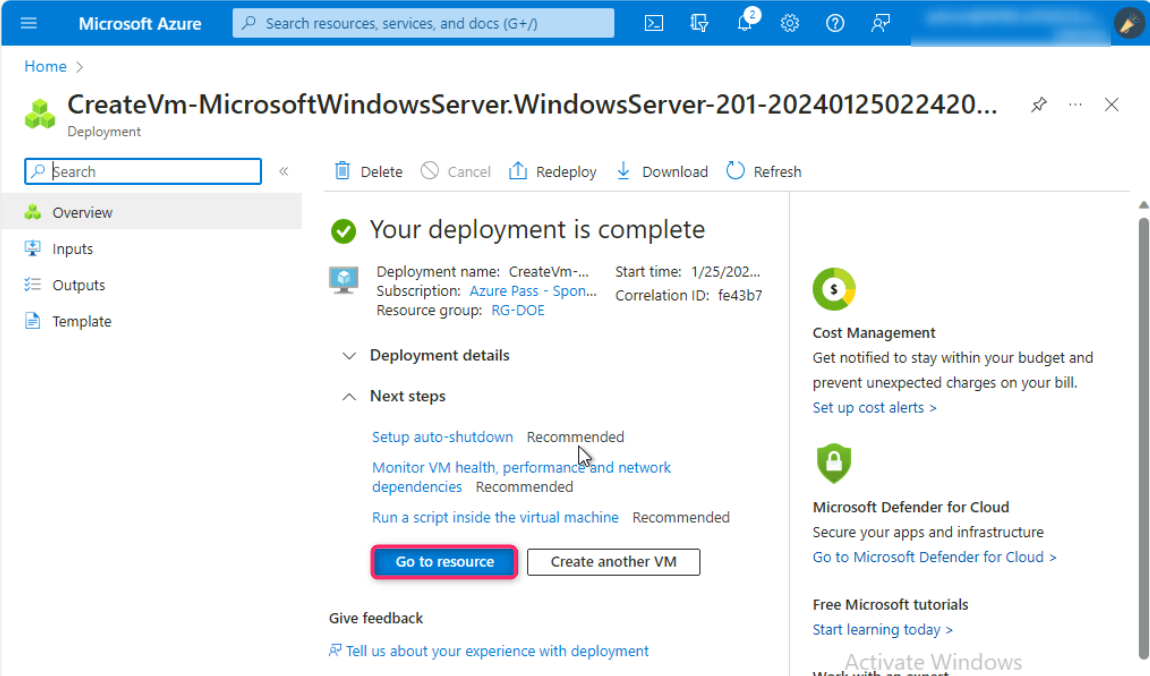 Microsoft Azure
Search resources, services, and docs (G+/)
2
Home >
CreateVm-MicrosoftWindowsServer.WindowsServer-201-20240125022420...
Deployment
Search
«
Delete Cancel Redeploy Download Refresh
Overview
Inputs
Outputs
Template
Your deployment is complete
Deployment name: CreateVm-... Start time: 1/25/202...
Subscription: Azure Pass - Spon... Correlation ID: fe43b7
Resource group: RG-DOE
Deployment details
Next steps
Setup auto-shutdown Recommended
Monitor VM health, performance and network
dependencies Recommended
Run a script inside the virtual machine Recommended
Go to resource Create another VM
Give feedback
Tell us about your experience with deployment
$
Cost Management
Get notified to stay within your budget and
prevent unexpected charges on your bill.
Set up cost alerts >
Microsoft Defender for Cloud
Secure your apps and infrastructure
Go to Microsoft Defender for Cloud >
Free Microsoft tutorials
Start learning today >
Activate Windows
Work with an expert